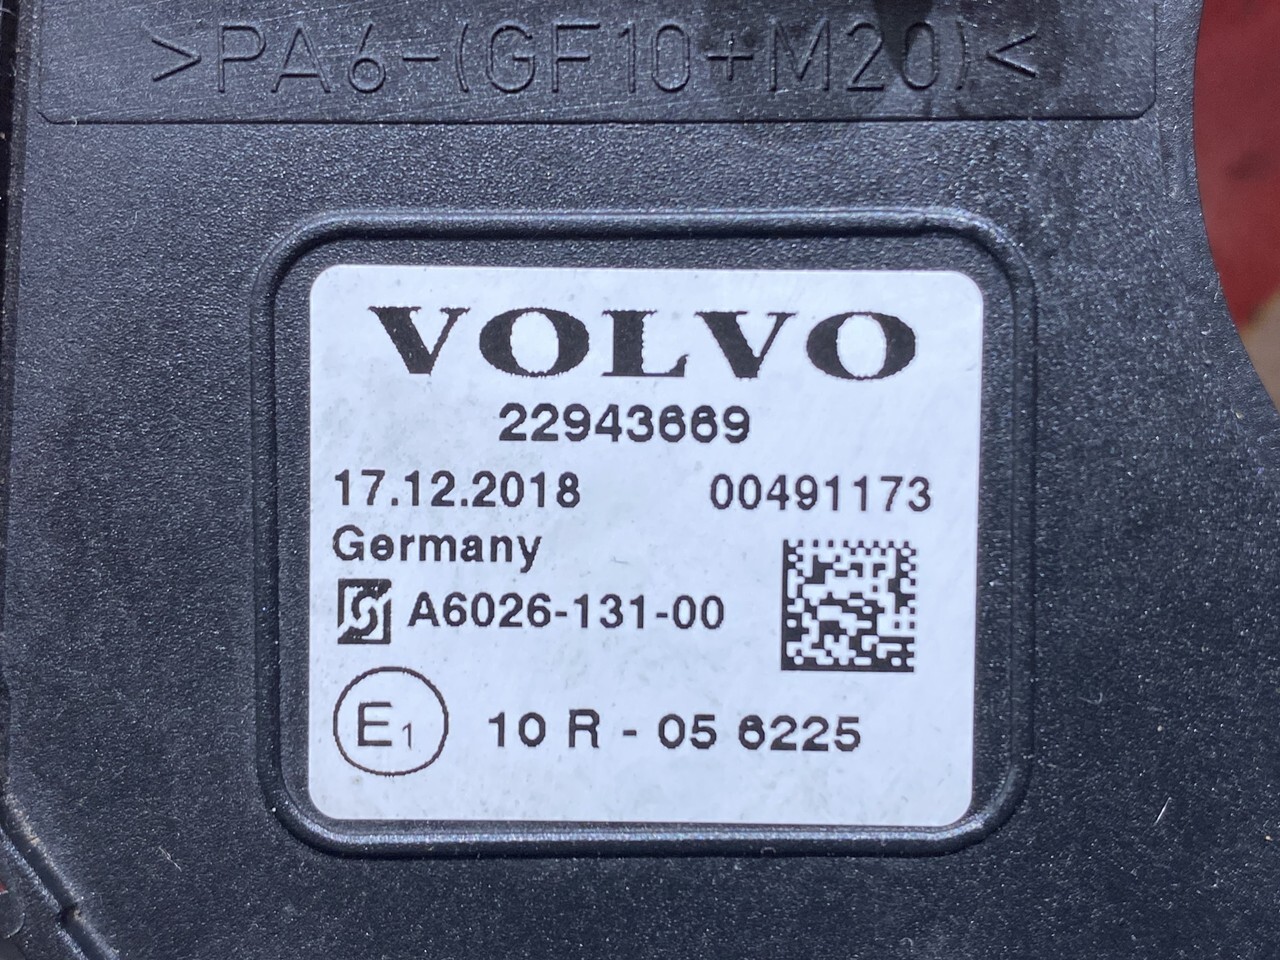 >PA6-(GF10+M20)<
VOLVO
22943669
17.12.2018 00491173
Germany
A6026-131-00
E1 10 R - 05 6225